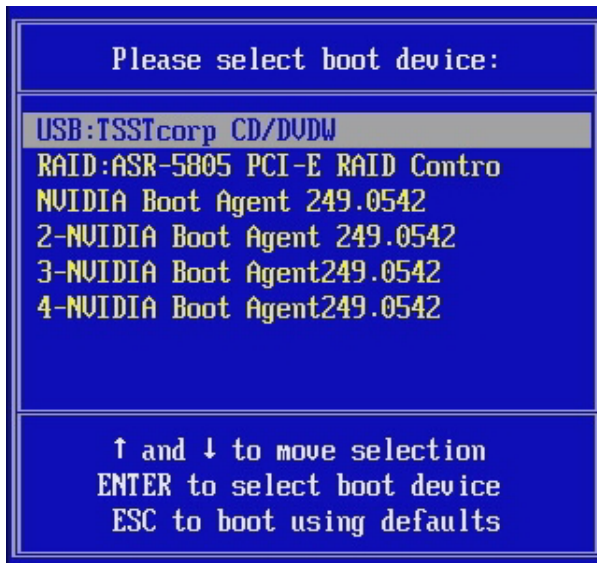 Please select boot device:
USB:TSSTcorp CD/DVDW
RAID:ASR-5805 PCI-E RAID Contro
NVIDIA Boot Agent 249.0542
2-NVIDIA Boot Agent 249.0542
3-NVIDIA Boot Agent249.0542
4-NVIDIA Boot Agent249.0542
↑ and ↓ to move selection
ENTER to select boot device
ESC to boot using defaults